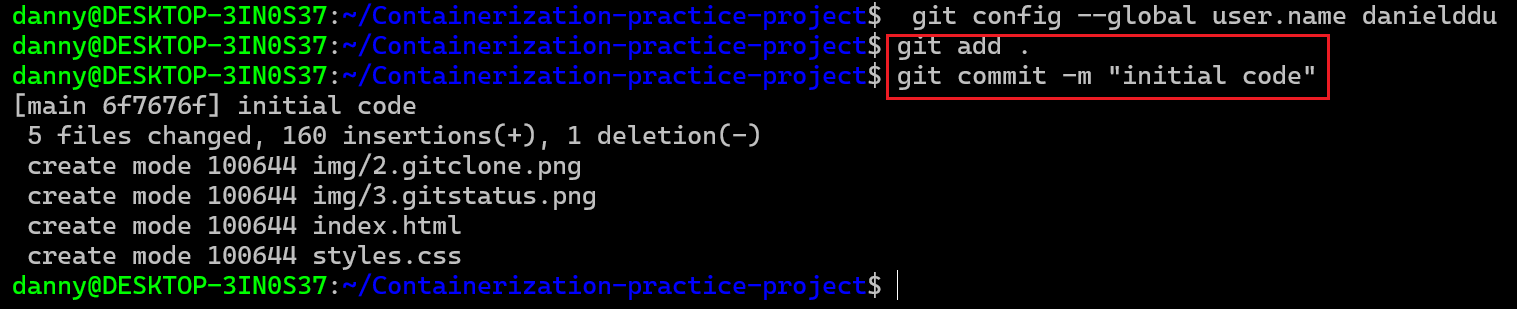 danny@DESKTOP-3IN0S37:~/Containerization-practice-project$  git config --global user.name danielddu
danny@DESKTOP-3IN0S37:~/Containerization-practice-project$ git add .
danny@DESKTOP-3IN0S37:~/Containerization-practice-project$ git commit -m "initial code"
[main 6f7676f] initial code
 5 files changed, 160 insertions(+), 1 deletion(-)
 create mode 100644 img/2.gitclone.png
 create mode 100644 img/3.gitstatus.png
 create mode 100644 index.html
 create mode 100644 styles.css
danny@DESKTOP-3IN0S37:~/Containerization-practice-project$